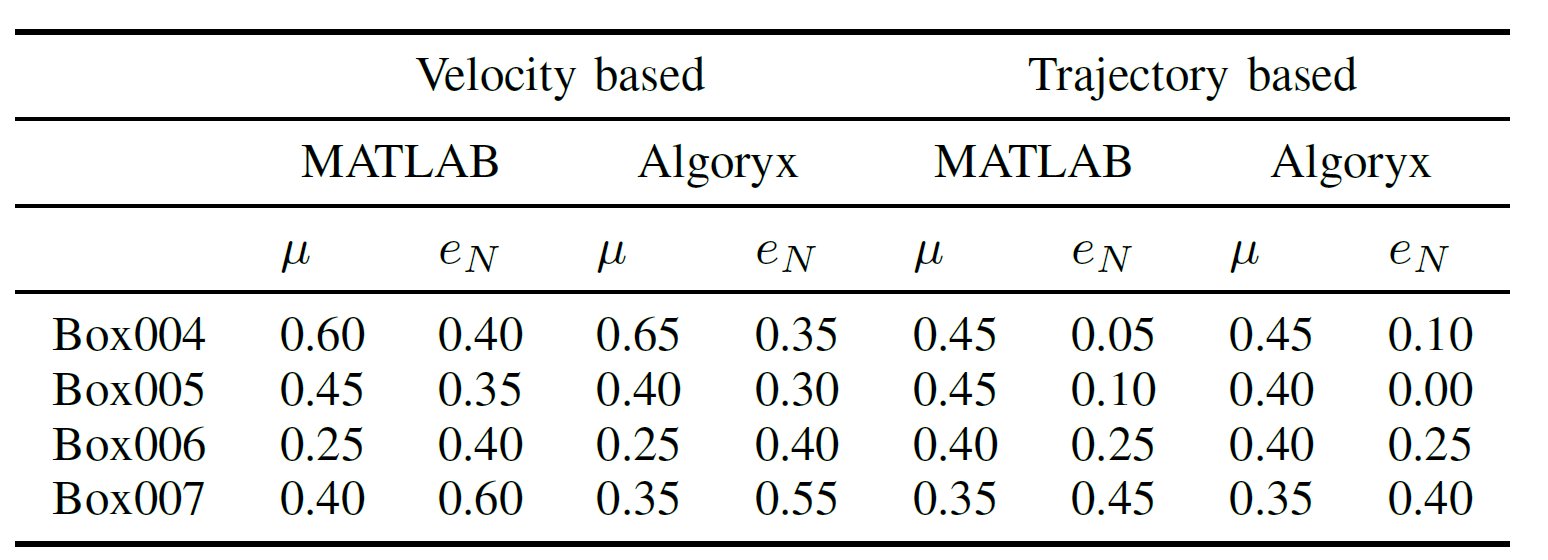 Velocity based Trajectory based
MATLAB Algoryx MATLAB Algoryx
μ e_N μ e_N μ e_N μ e_N
Box004 0.60 0.40 0.65 0.35 0.45 0.05 0.45 0.10
Box005 0.45 0.35 0.40 0.30 0.45 0.10 0.40 0.00
Box006 0.25 0.40 0.25 0.40 0.40 0.25 0.40 0.25
Box007 0.40 0.60 0.35 0.55 0.35 0.45 0.35 0.40